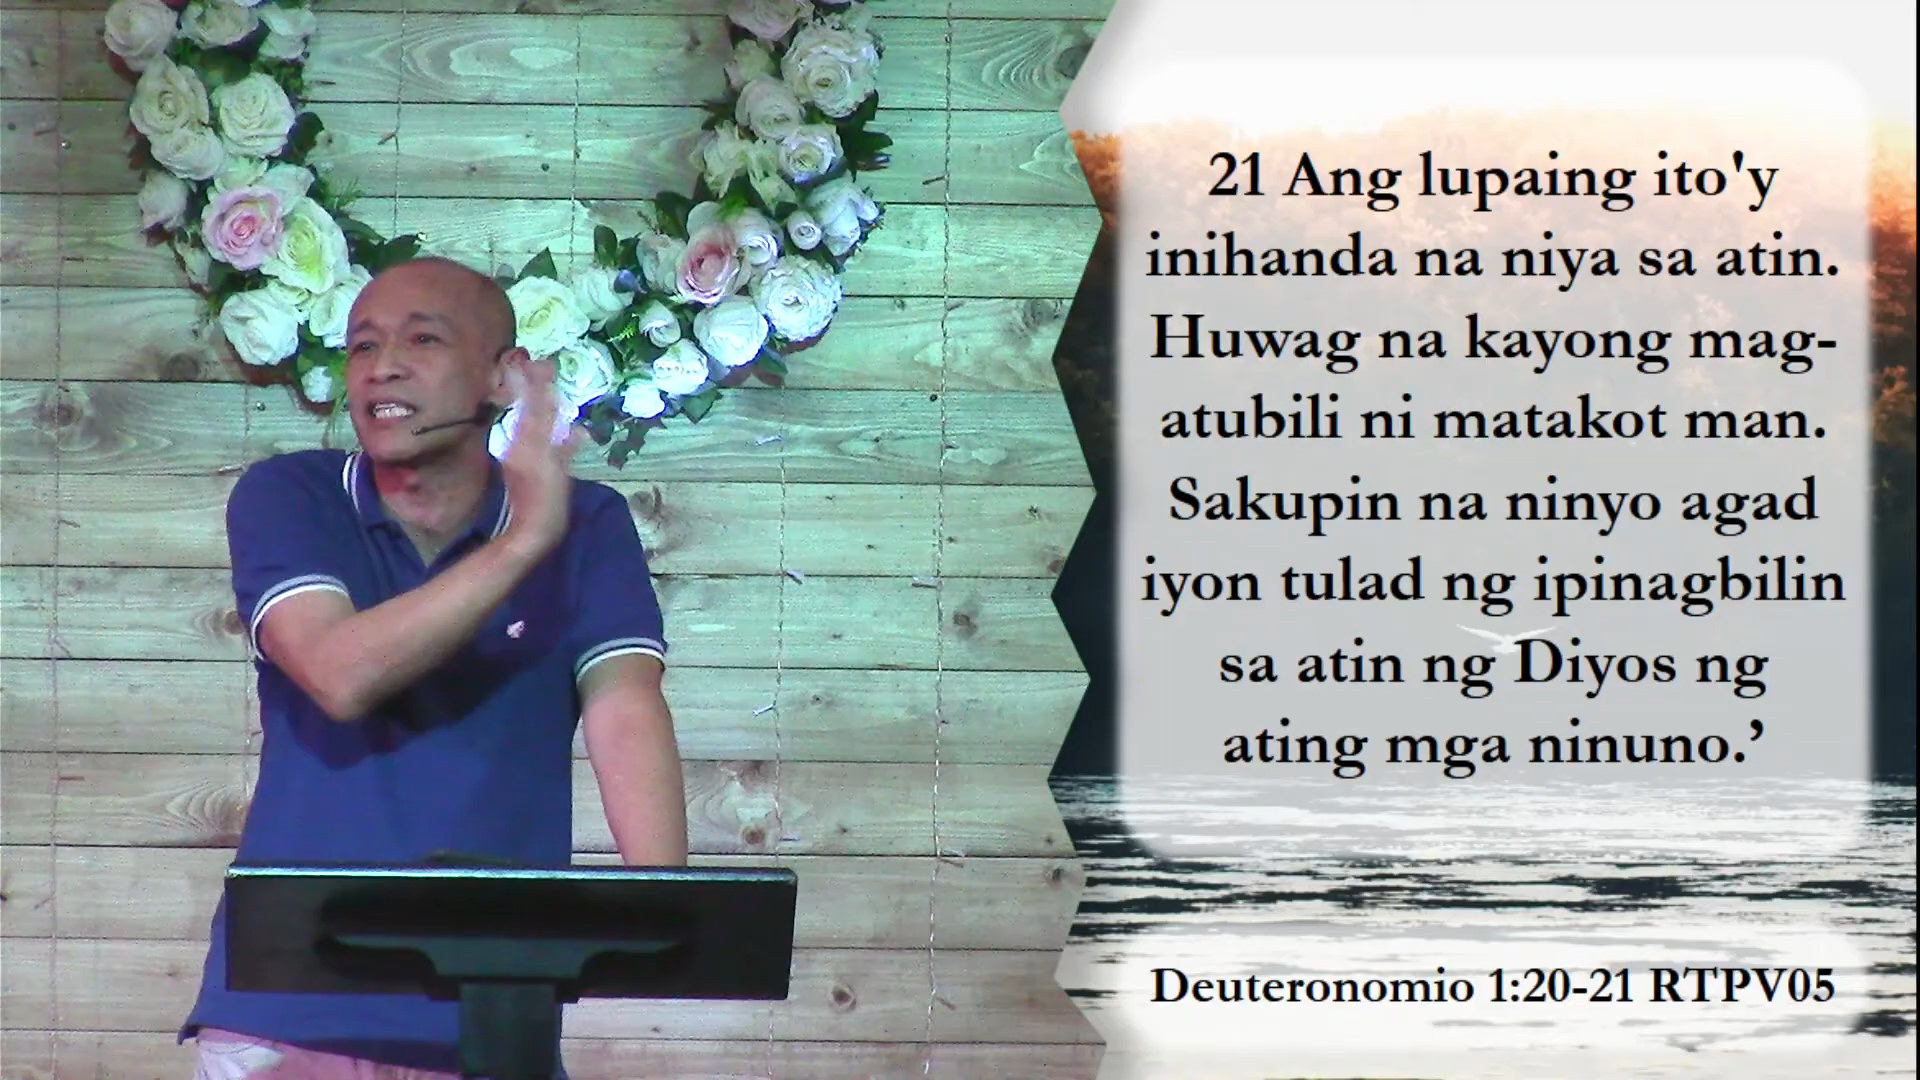 21 Ang lupaing ito'y
inihanda na niya sa atin.
Huwag na kayong mag-
atubili ni matakot man.
Sakupin na ninyo agad
iyon tulad ng ipinagbilin
sa atin ng Diyos ng
ating mga ninuno.’
Deuteronomio 1:20-21 RTPV05